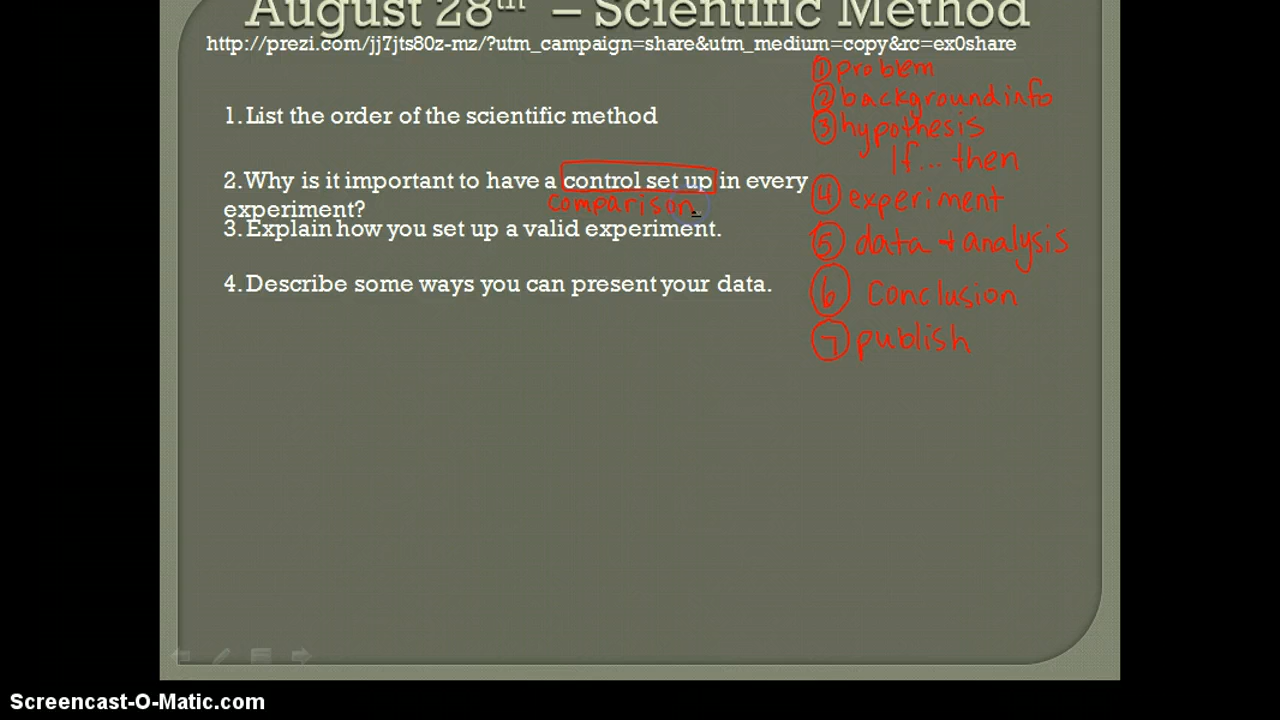 August 28th – Scientific Method
http://prezi.com/jj7jts80z-mz/?utm_campaign=share&utm_medium=copy&rc=ex0share
1. List the order of the scientific method
2. Why is it important to have a control set up in every
experiment?
comparison
3. Explain how you set up a valid experiment.
4. Describe some ways you can present your data.
① problem
② background info
③ hypothesis
If... then
④ experiment
⑤ data + analysis
⑥ Conclusion
⑦ publish
Screencast-O-Matic.com